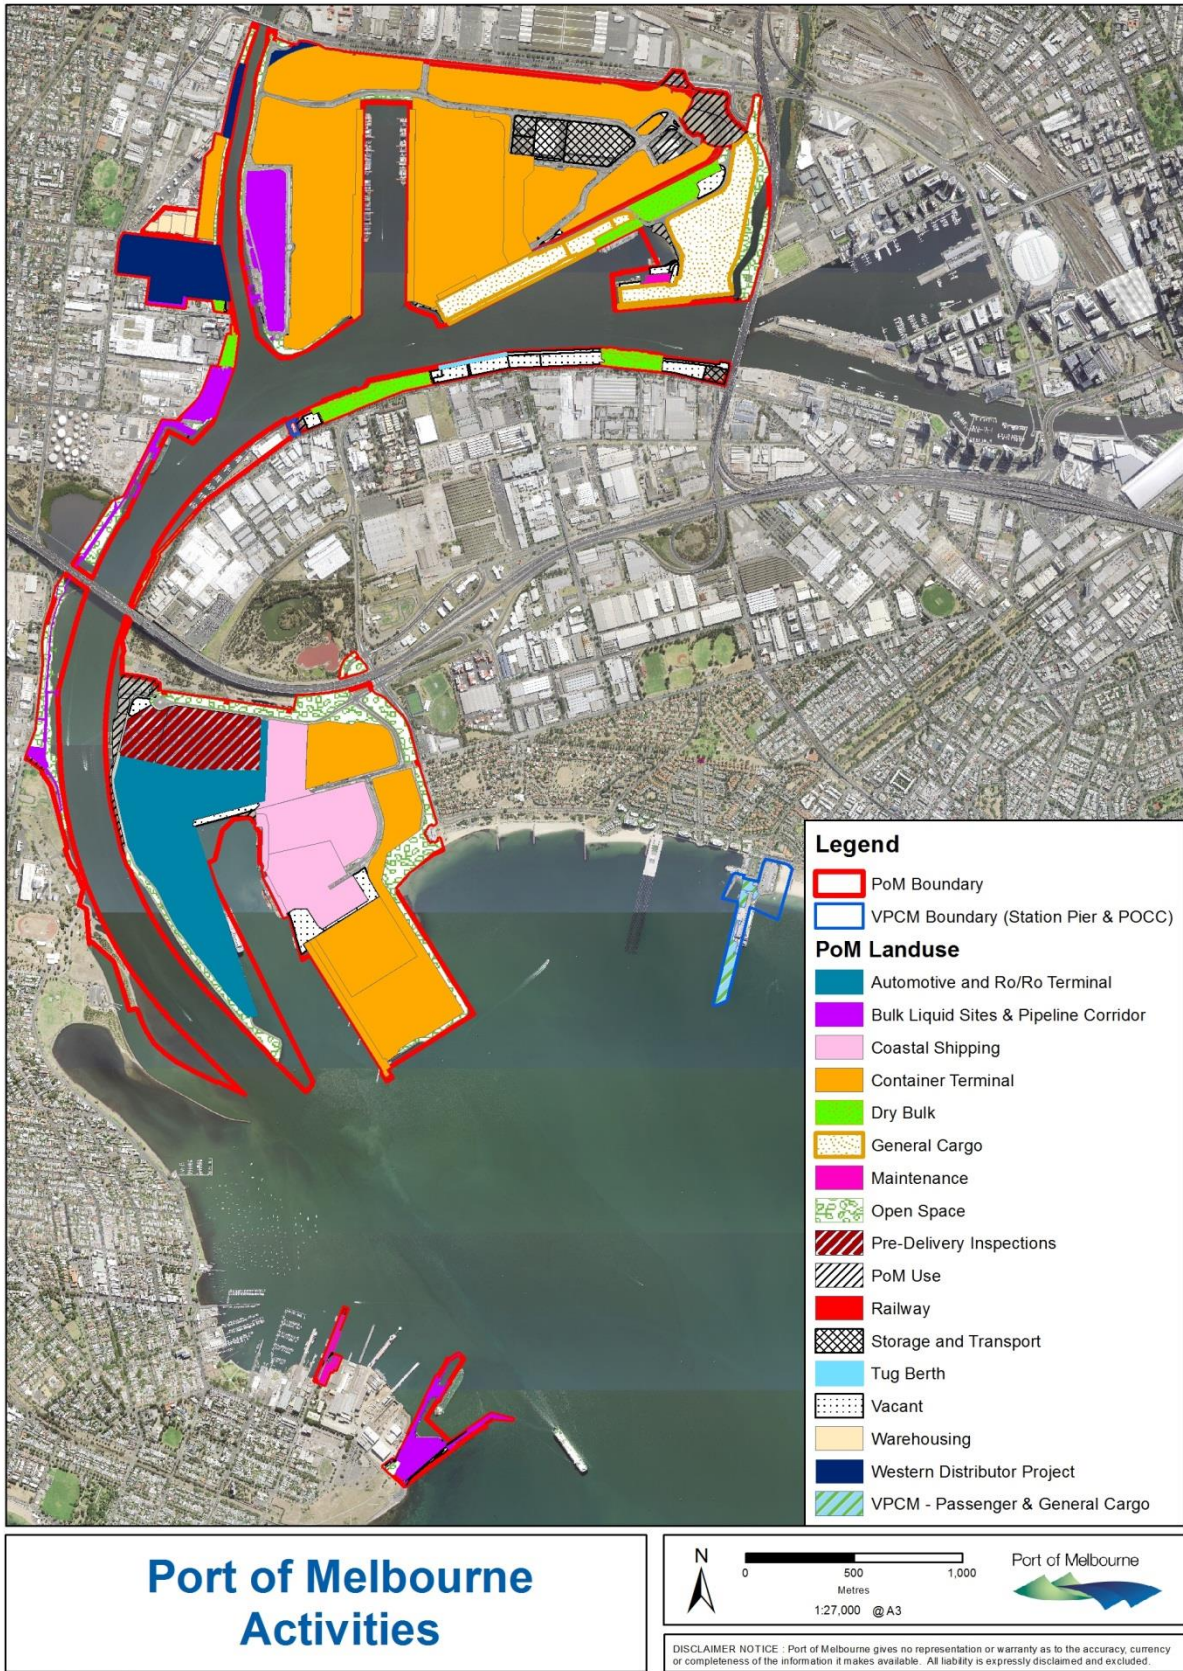 Legend
PoM Boundary
VPCM Boundary (Station Pier & POCC)
PoM Landuse
Automotive and Ro/Ro Terminal
Bulk Liquid Sites & Pipeline Corridor
Coastal Shipping
Container Terminal
Dry Bulk
General Cargo
Maintenance
Open Space
Pre-Delivery Inspections
PoM Use
Railway
Storage and Transport
Tug Berth
Vacant
Warehousing
Western Distributor Project
VPCM - Passenger & General Cargo
Port of Melbourne
Activities
N
0 500 1,000
Metres
1:27,000 @ A3
Port of Melbourne
DISCLAIMER NOTICE : Port of Melbourne gives no representation or warranty as to the accuracy, currency
or completeness of the information it makes available. All liability is expressly disclaimed and excluded.